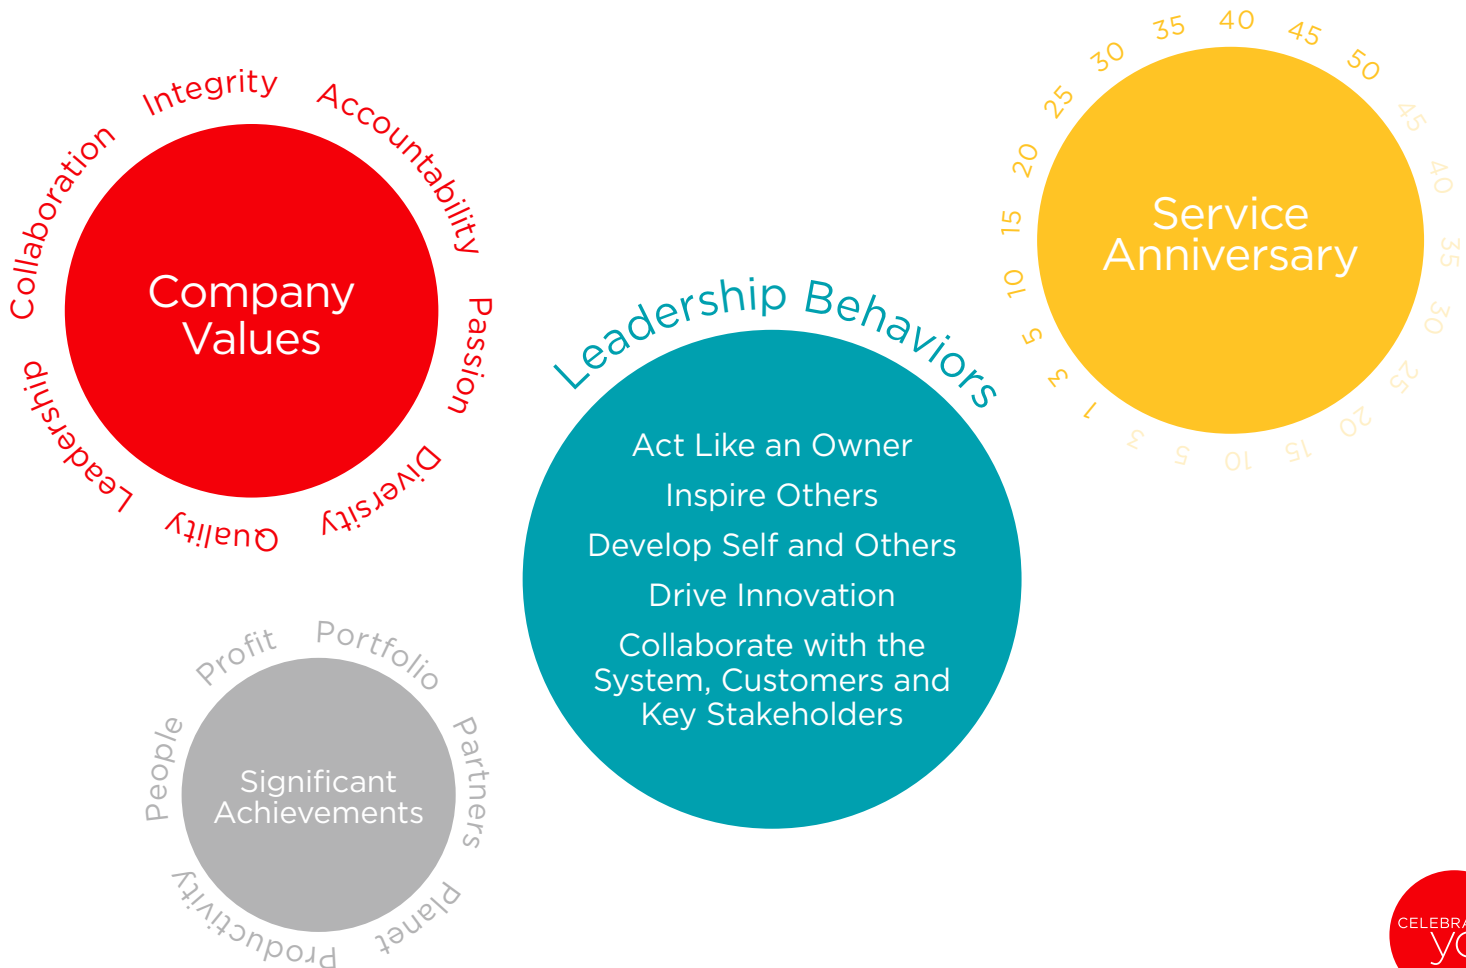 Integrity
Accountability
Passion
Diversity
Quality
Leadership
Collaboration
Company
Values
Leadership Behaviors
Act Like an Owner
Inspire Others
Develop Self and Others
Drive Innovation
Collaborate with the
System, Customers and
Key Stakeholders
1 3 5 10 15 20 25 30 35 40 45 50
45 40 35 30 25 20 15 10 5 3
Service
Anniversary
Profit
Portfolio
Partners
Planet
Productivity
People
Significant
Achievements